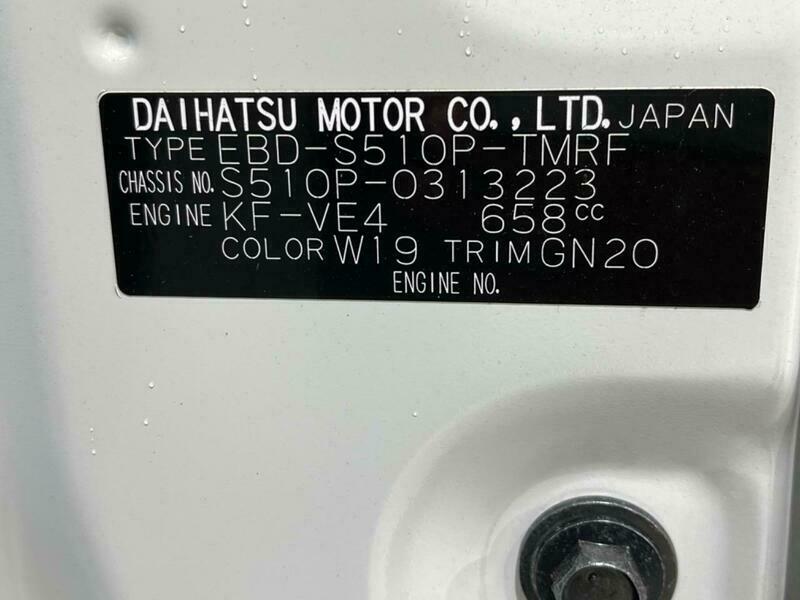 DAIHATSU MOTOR CO., LTD. JAPAN
TYPE EBD-S510P-TMRF
CHASSIS NO. S510P-0313223
ENGINE KF-VE4 658cc
COLOR W19 TRIM GN20
ENGINE NO.